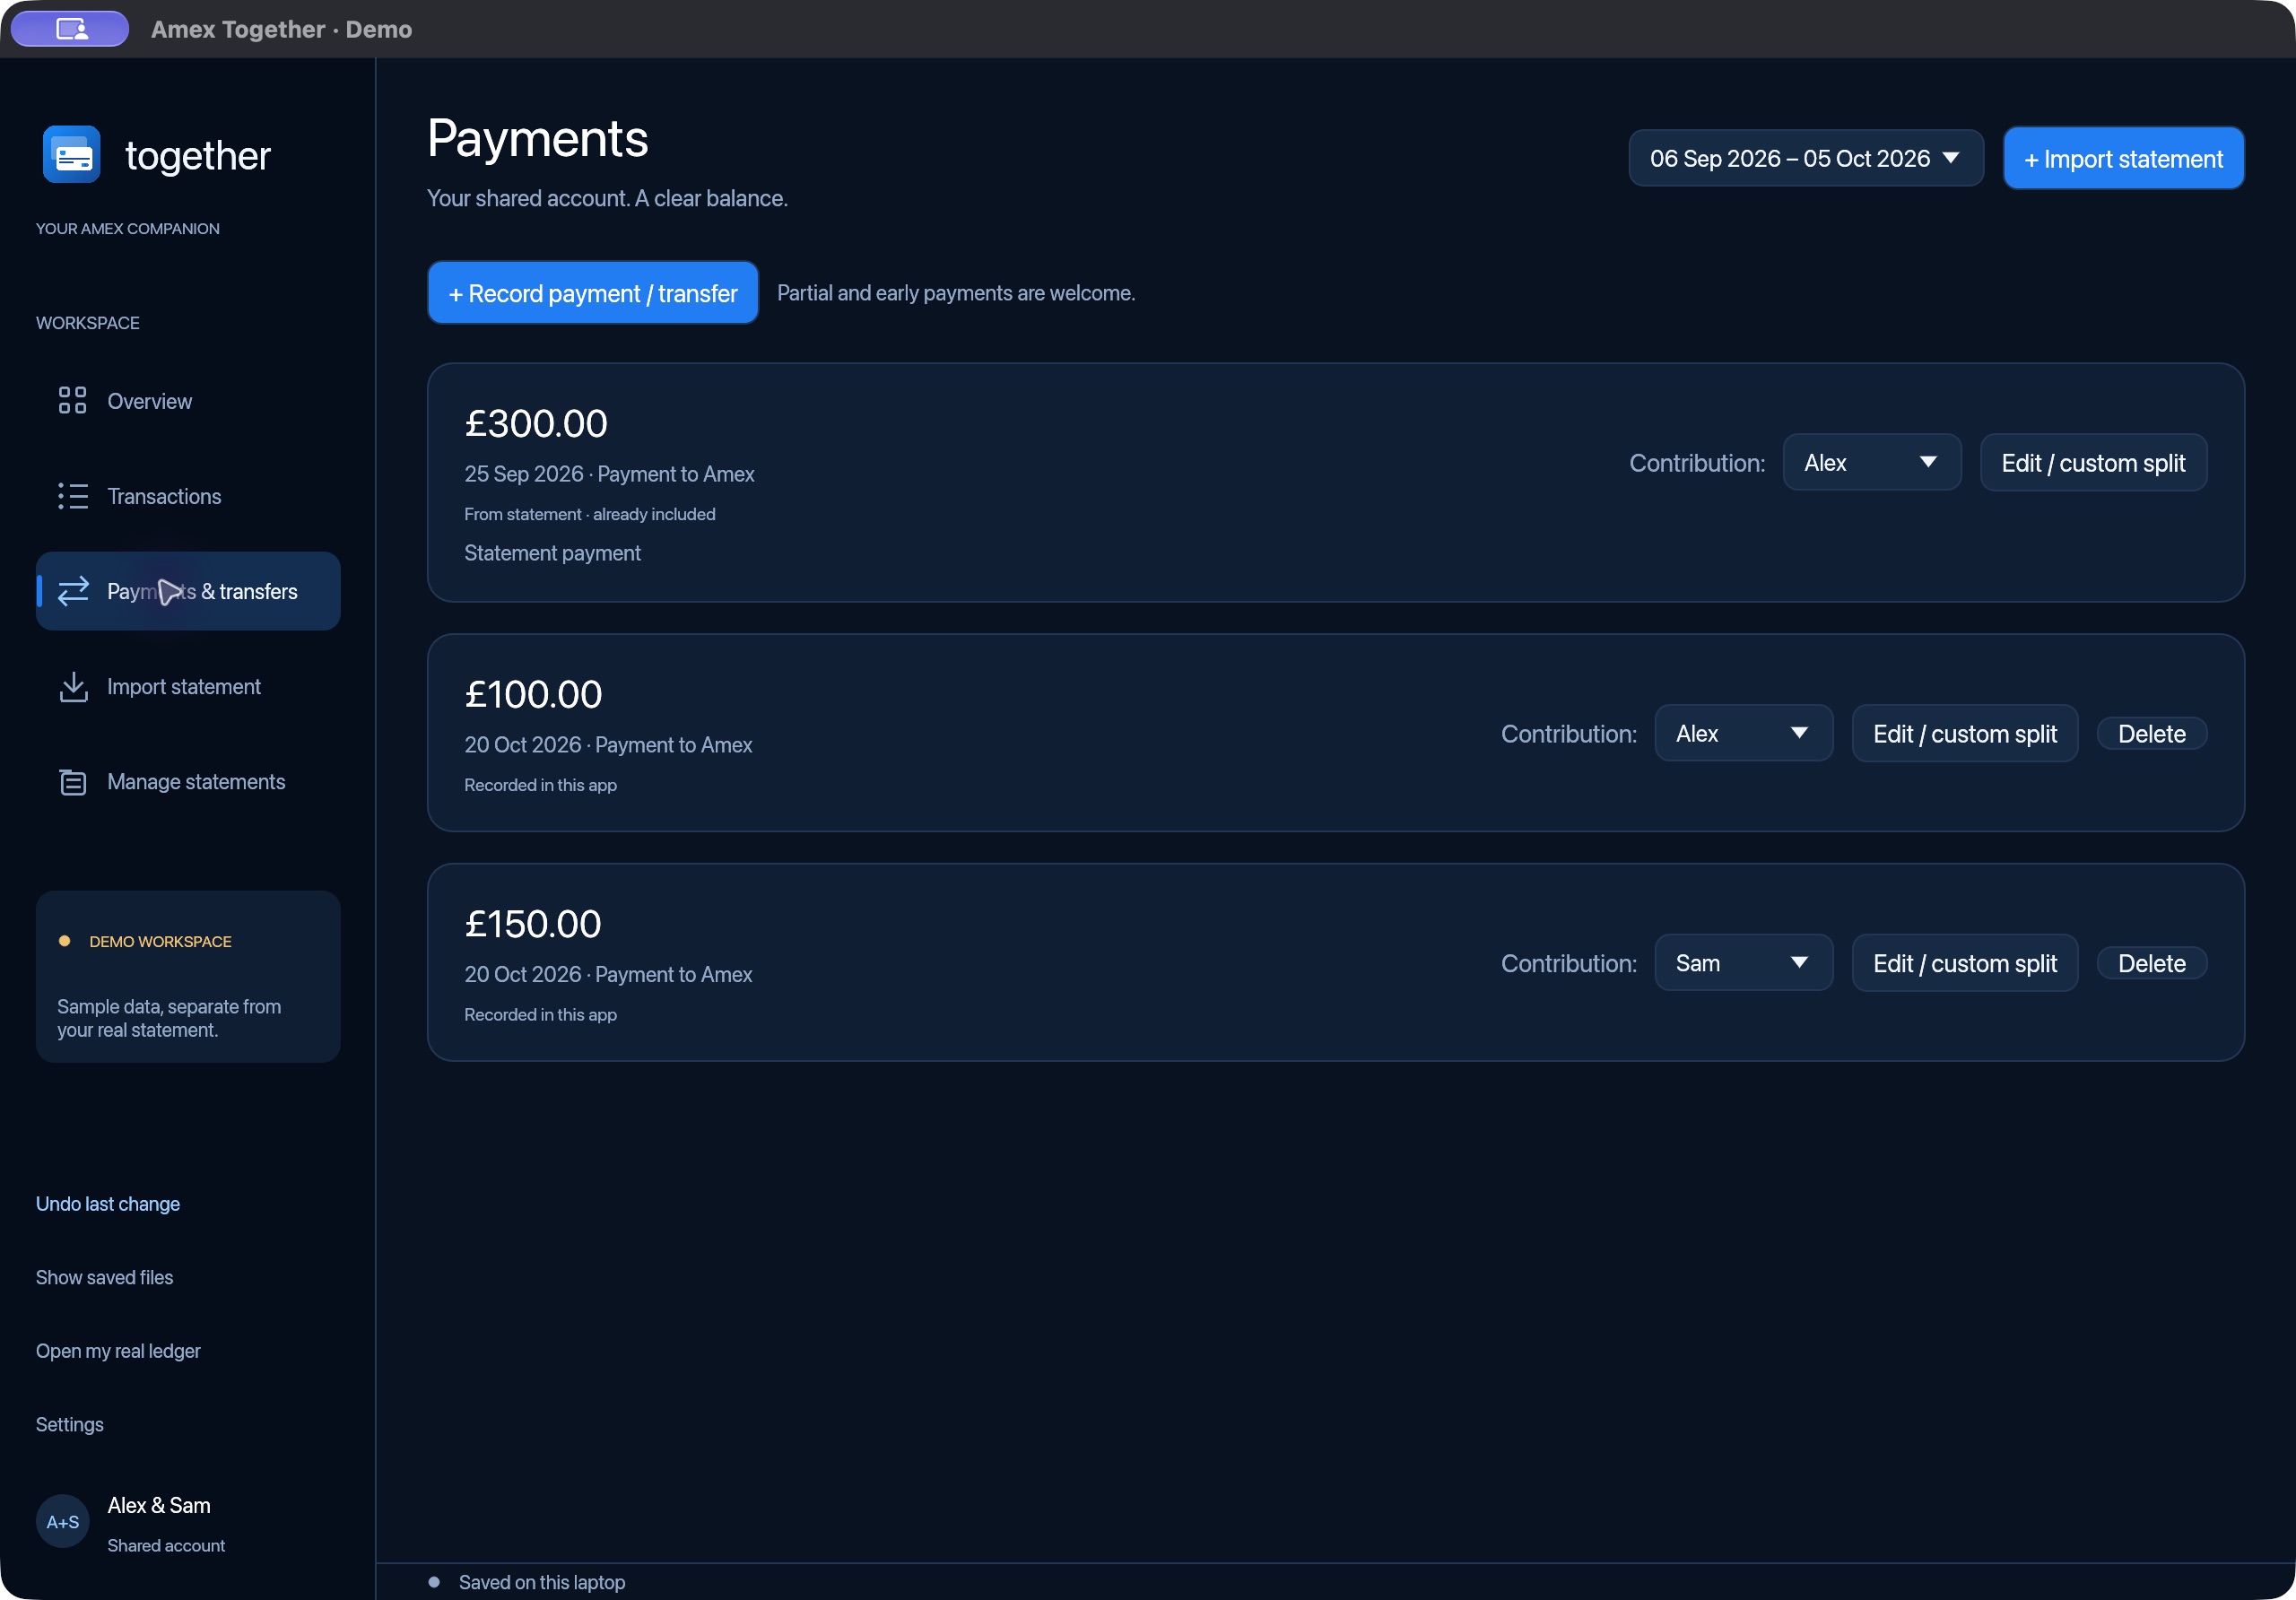 Amex Together · Demo
together
YOUR AMEX COMPANION
WORKSPACE
Overview
Transactions
Payments & transfers
Import statement
Manage statements
DEMO WORKSPACE
Sample data, separate from
your real statement.
Undo last change
Show saved files
Open my real ledger
Settings
A+S
Alex & Sam
Shared account
Payments
Your shared account. A clear balance.
06 Sep 2026 – 05 Oct 2026
+ Import statement
+ Record payment / transfer
Partial and early payments are welcome.
£300.00
25 Sep 2026 · Payment to Amex
From statement · already included
Statement payment
Contribution:
Alex
Edit / custom split
£100.00
20 Oct 2026 · Payment to Amex
Recorded in this app
Contribution:
Alex
Edit / custom split
Delete
£150.00
20 Oct 2026 · Payment to Amex
Recorded in this app
Contribution:
Sam
Edit / custom split
Delete
Saved on this laptop